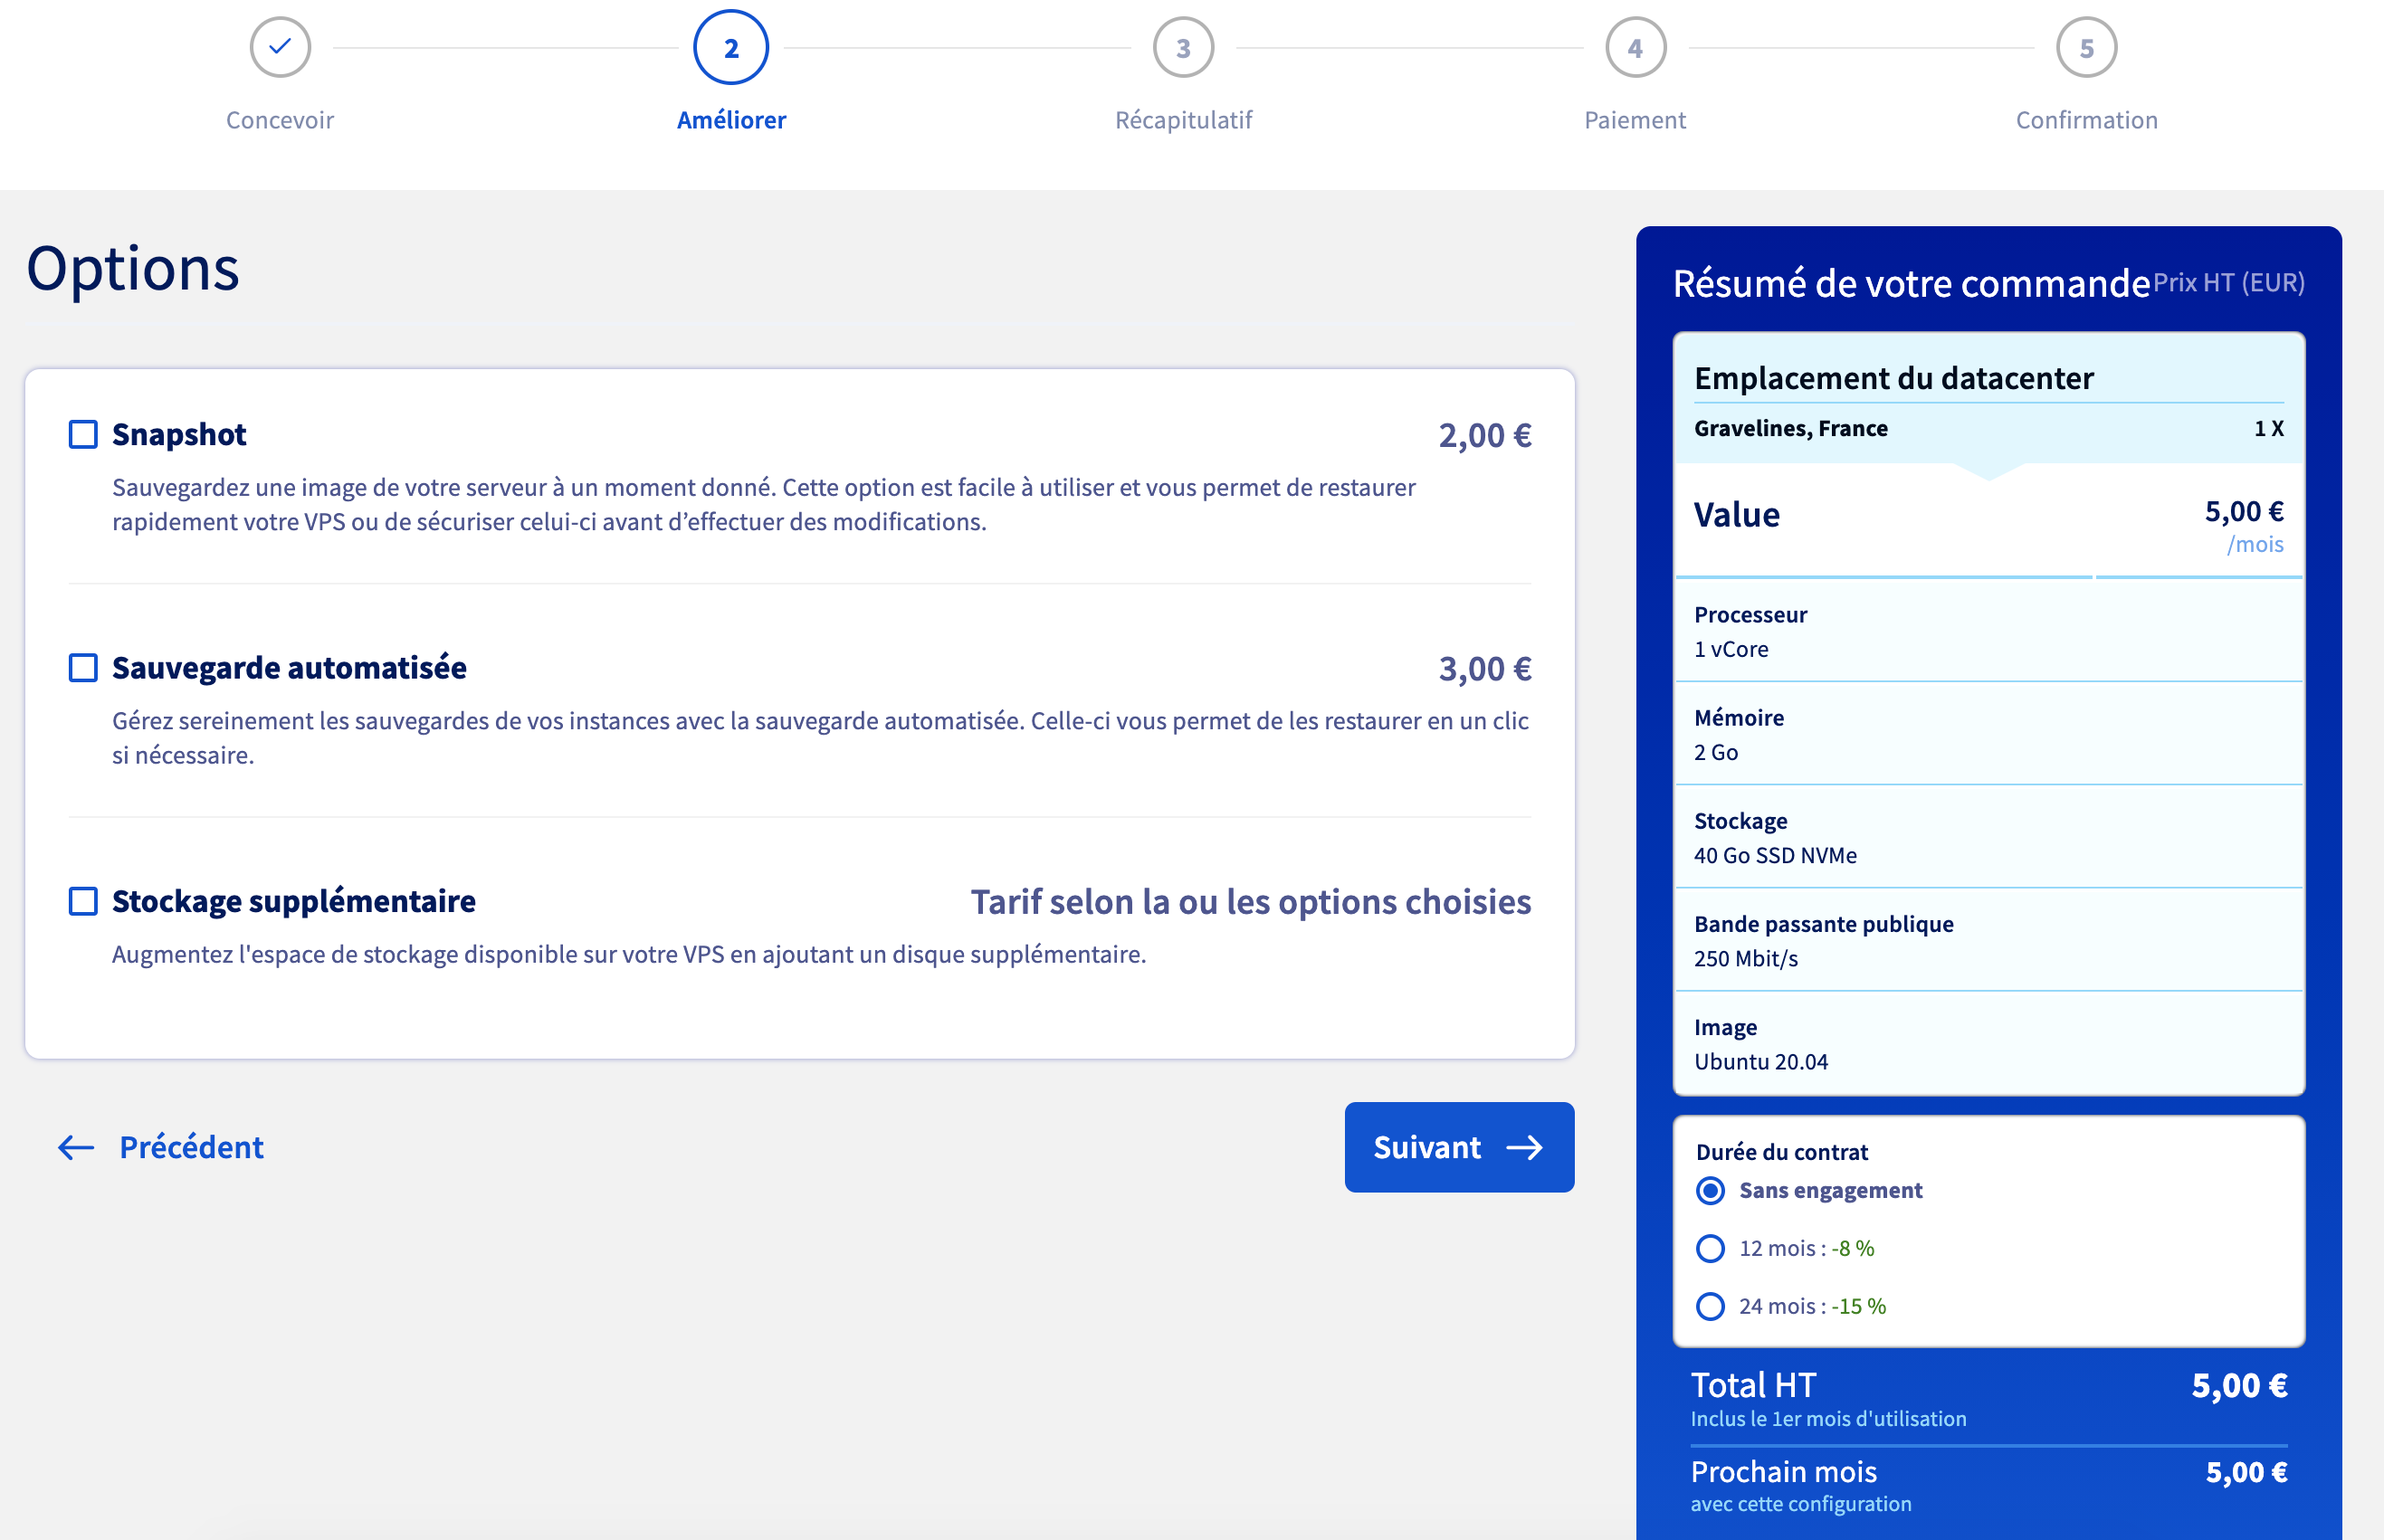 2
3
4
5
Concevoir
Améliorer
Récapitulatif
Paiement
Confirmation
Options
Snapshot
2,00 €
Sauvegardez une image de votre serveur à un moment donné. Cette option est facile à utiliser et vous permet de restaurer
rapidement votre VPS ou de sécuriser celui-ci avant d’effectuer des modifications.
Sauvegarde automatisée
3,00 €
Gérez sereinement les sauvegardes de vos instances avec la sauvegarde automatisée. Celle-ci vous permet de les restaurer en un clic
si nécessaire.
Stockage supplémentaire
Tarif selon la ou les options choisies
Augmentez l'espace de stockage disponible sur votre VPS en ajoutant un disque supplémentaire.
Précédent
Suivant
Résumé de votre commande
Prix HT (EUR)
Emplacement du datacenter
Gravelines, France
1 X
Value
5,00 €
/mois
Processeur
1 vCore
Mémoire
2 Go
Stockage
40 Go SSD NVMe
Bande passante publique
250 Mbit/s
Image
Ubuntu 20.04
Durée du contrat
Sans engagement
12 mois : -8 %
24 mois : -15 %
Total HT
5,00 €
Inclus le 1er mois d'utilisation
Prochain mois
5,00 €
avec cette configuration